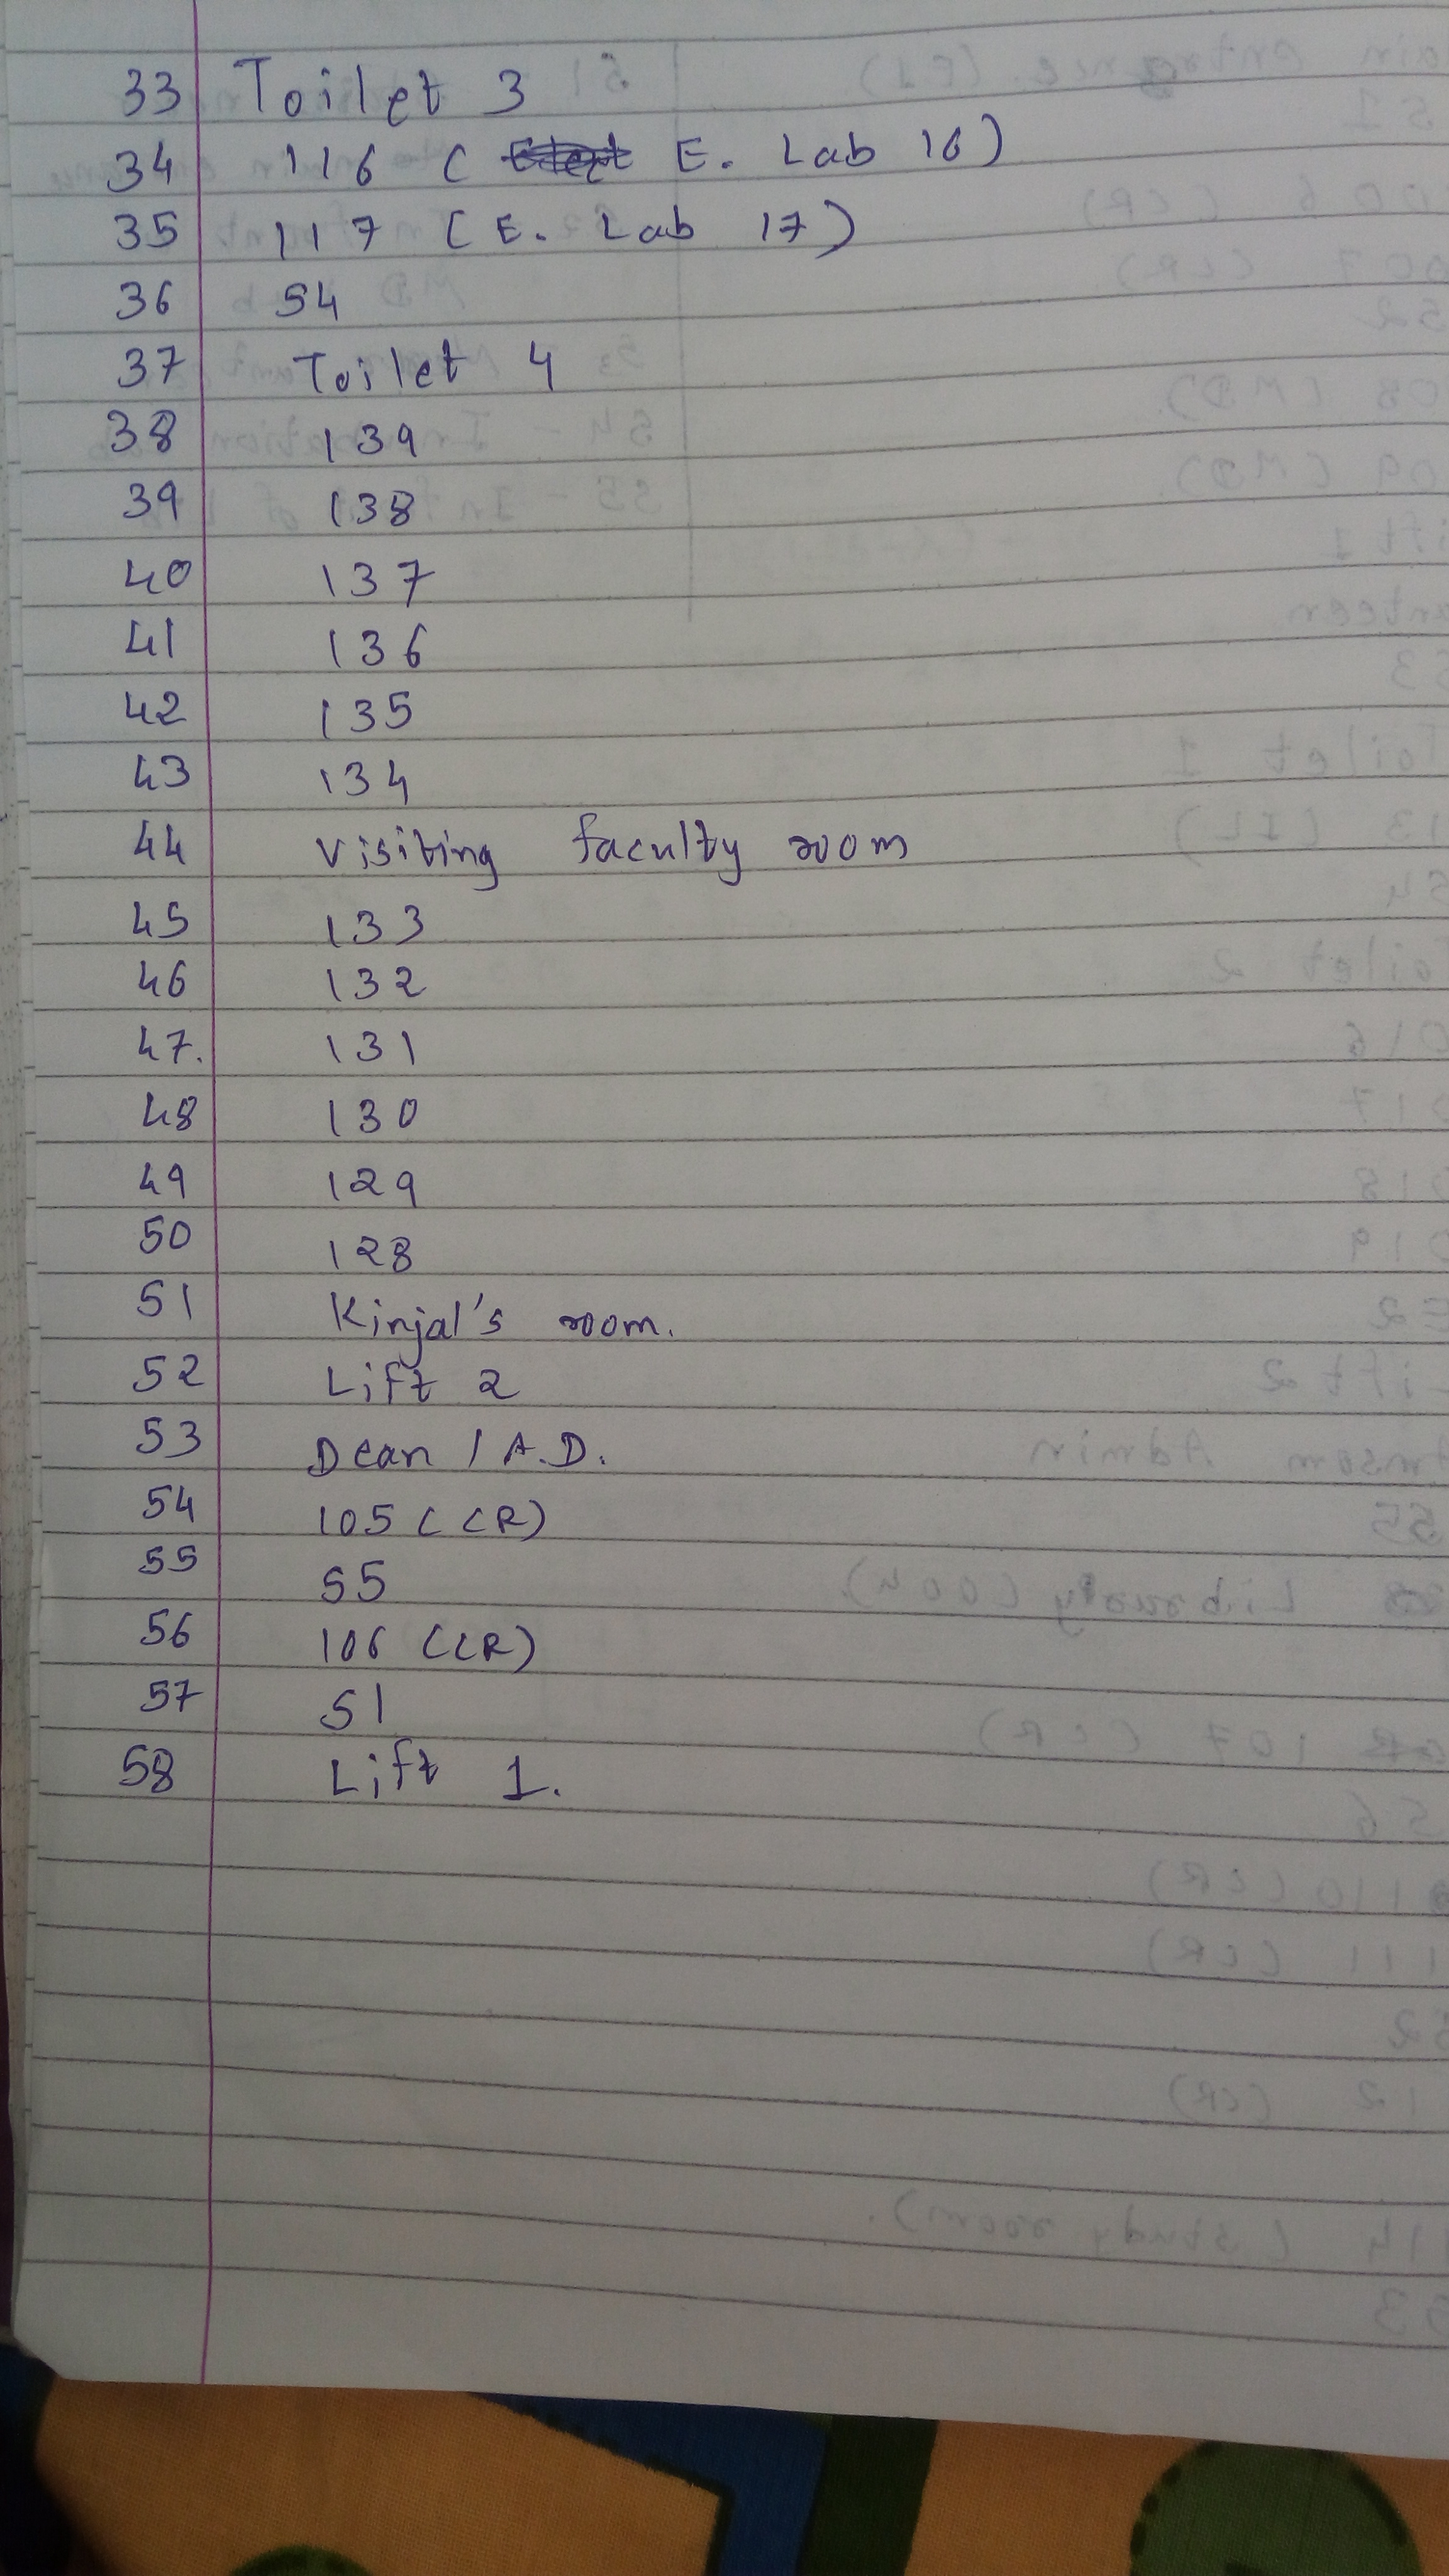 33 Toilet 3
34 116 ( E. Lab 16)
35 117 (E. Lab 17)
36 S4
37 Toilet 4
38 139
39 138
40 137
41 136
42 135
43 134
44 visiting faculty room
45 133
46 132
47. 131
48 130
49 129
50 128
51 Kinjal's room.
52 Lift 2
53 Dean / A.D.
54 105 (CR)
55 S5
56 106 (CR)
57 S1
58 Lift 1.